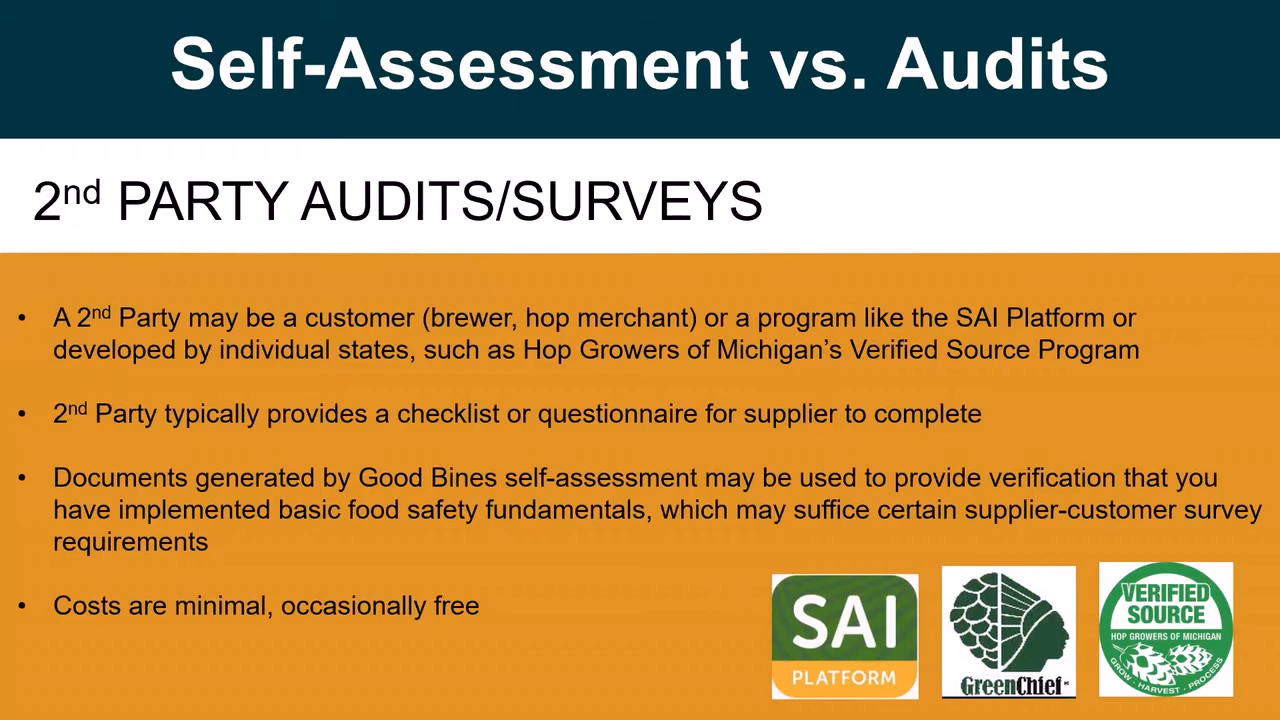 Self-Assessment vs. Audits
2nd PARTY AUDITS/SURVEYS
• A 2nd Party may be a customer (brewer, hop merchant) or a program like the SAI Platform or
developed by individual states, such as Hop Growers of Michigan’s Verified Source Program
• 2nd Party typically provides a checklist or questionnaire for supplier to complete
• Documents generated by Good Bines self-assessment may be used to provide verification that you
have implemented basic food safety fundamentals, which may suffice certain supplier-customer survey
requirements
• Costs are minimal, occasionally free
SAI
PLATFORM
GreenChief
VERIFIED
SOURCE
HOP GROWERS OF MICHIGAN
GROW · HARVEST · PROCESS